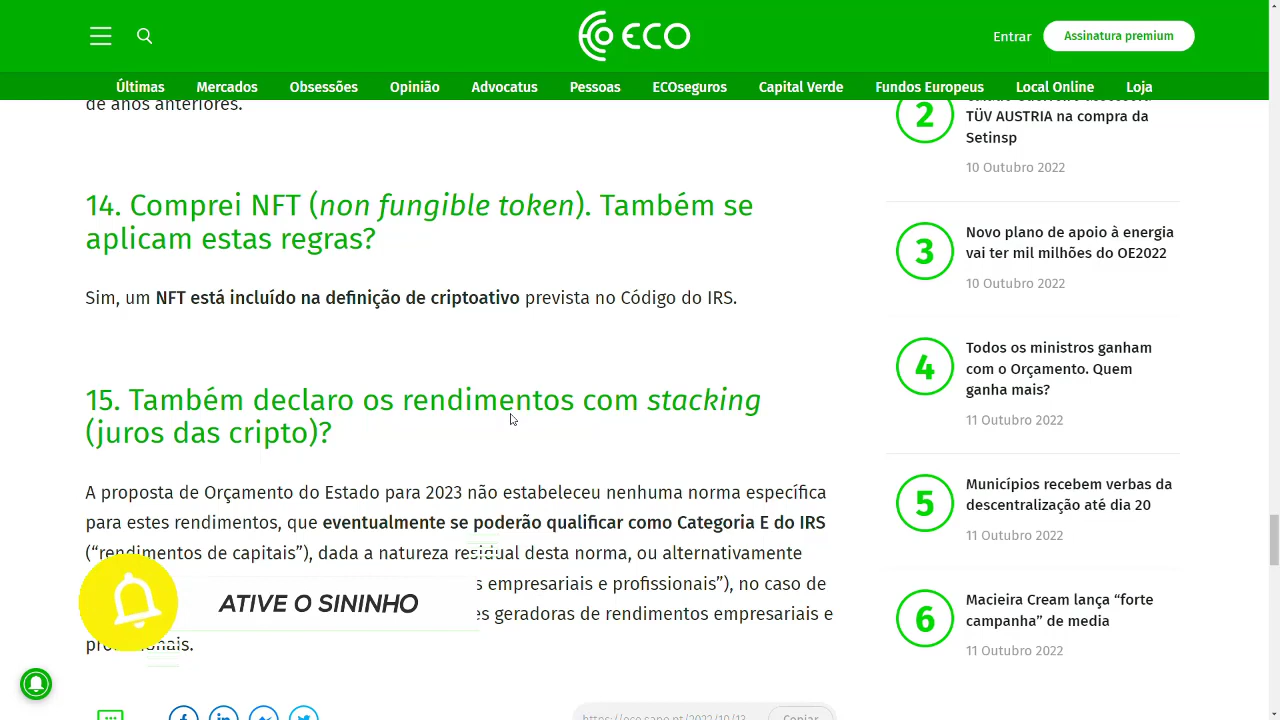 ECO
Entrar
Assinatura premium
Últimas
Mercados
Obsessões
Opinião
Advocatus
Pessoas
ECOseguros
Capital Verde
Fundos Europeus
Local Online
Loja
de anos anteriores.
14. Comprei NFT (non fungible token). Também se
aplicam estas regras?
Sim, um NFT está incluído na definição de criptoativo prevista no Código do IRS.
15. Também declaro os rendimentos com stacking
(juros das cripto)?
A proposta de Orçamento do Estado para 2023 não estabeleceu nenhuma norma específica
para estes rendimentos, que eventualmente se poderão qualificar como Categoria E do IRS
(“rendimentos de capitais”), dada a natureza residual desta norma, ou alternativamente
s empresariais e profissionais”), no caso de
es geradoras de rendimentos empresariais e
ATIVE O SININHO
2
TÜV AUSTRIA na compra da
Setinsp
10 Outubro 2022
3
Novo plano de apoio à energia
vai ter mil milhões do OE2022
10 Outubro 2022
4
Todos os ministros ganham
com o Orçamento. Quem
ganha mais?
11 Outubro 2022
5
Municípios recebem verbas da
descentralização até dia 20
11 Outubro 2022
6
Macieira Cream lança “forte
campanha” de media
11 Outubro 2022
https://eco.sapo.pt/2022/10/13
Copiar